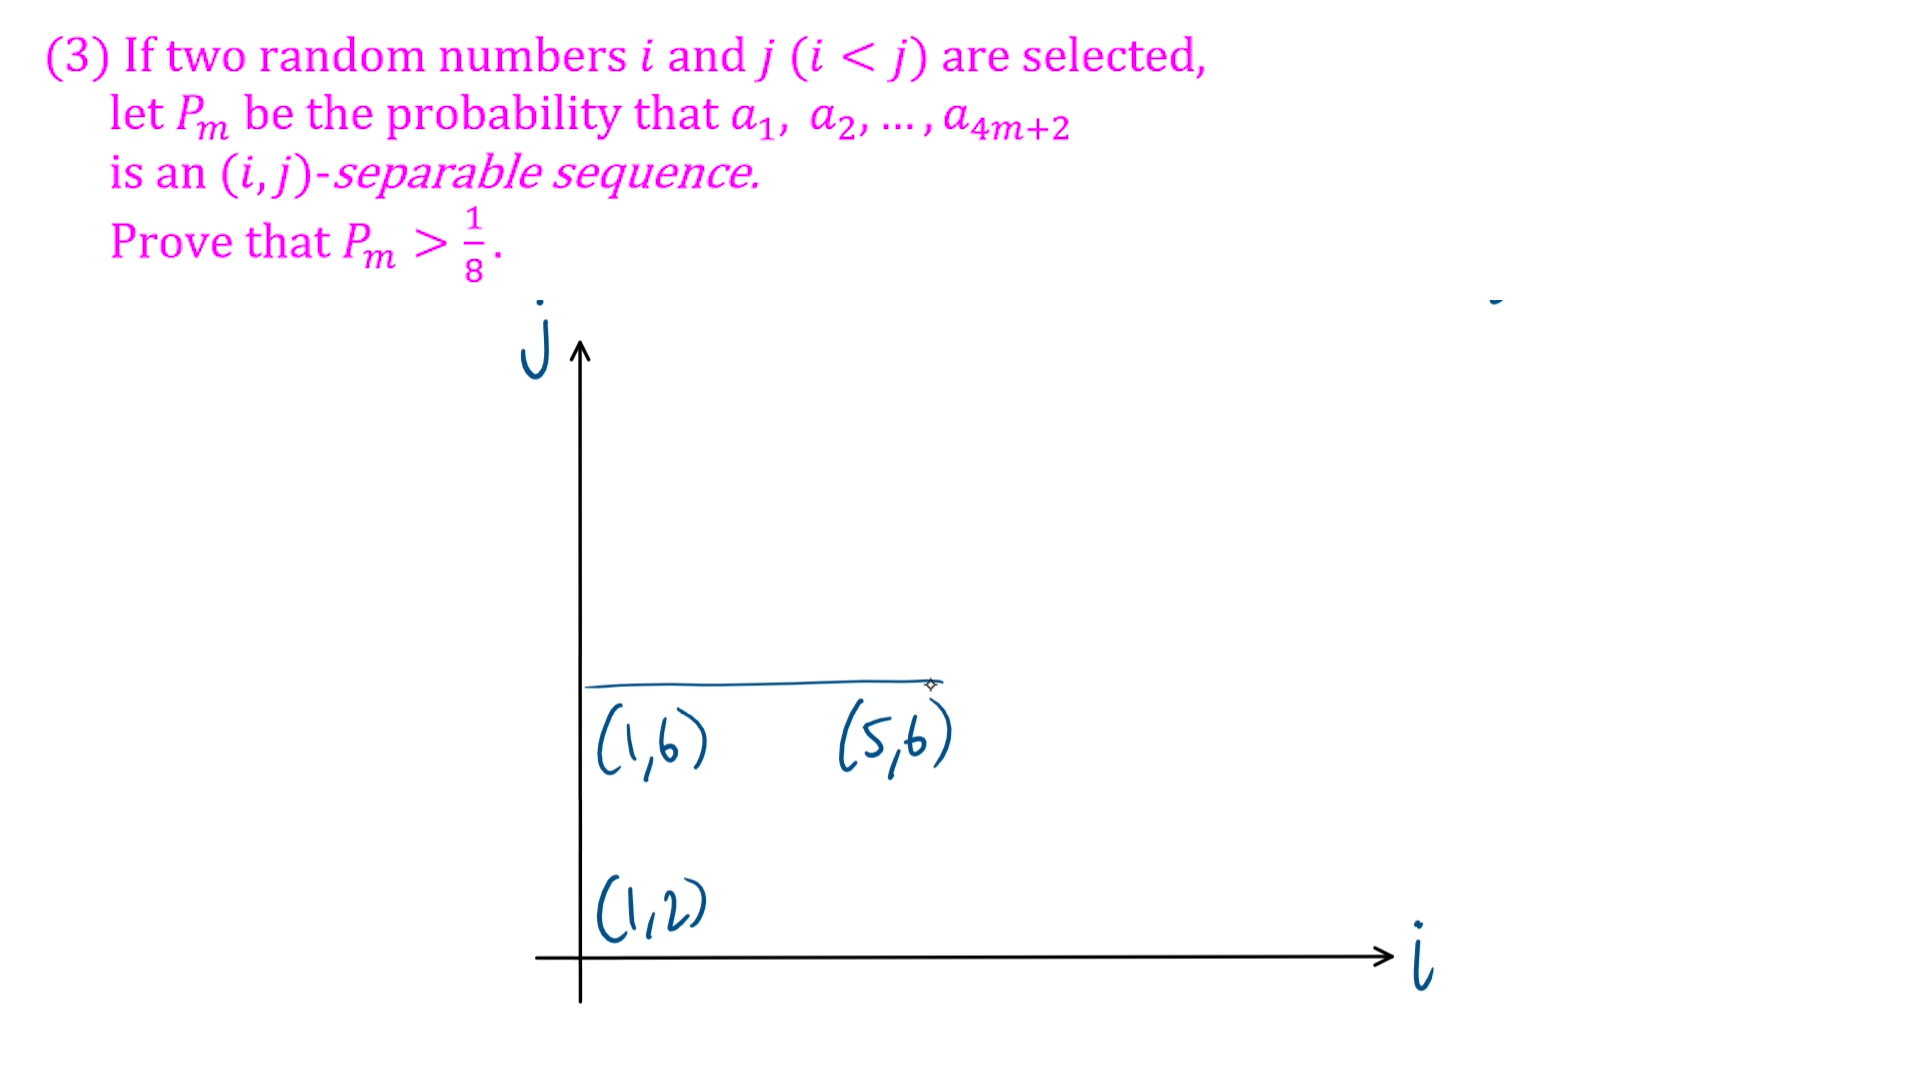 (3) If two random numbers i and j (i < j) are selected,
let Pₘ be the probability that a₁, a₂, ..., a₄ₘ₊₂
is an (i, j)-separable sequence.
Prove that Pₘ > 1/8.
j
(1,6) (5,6)
(1,2)
i